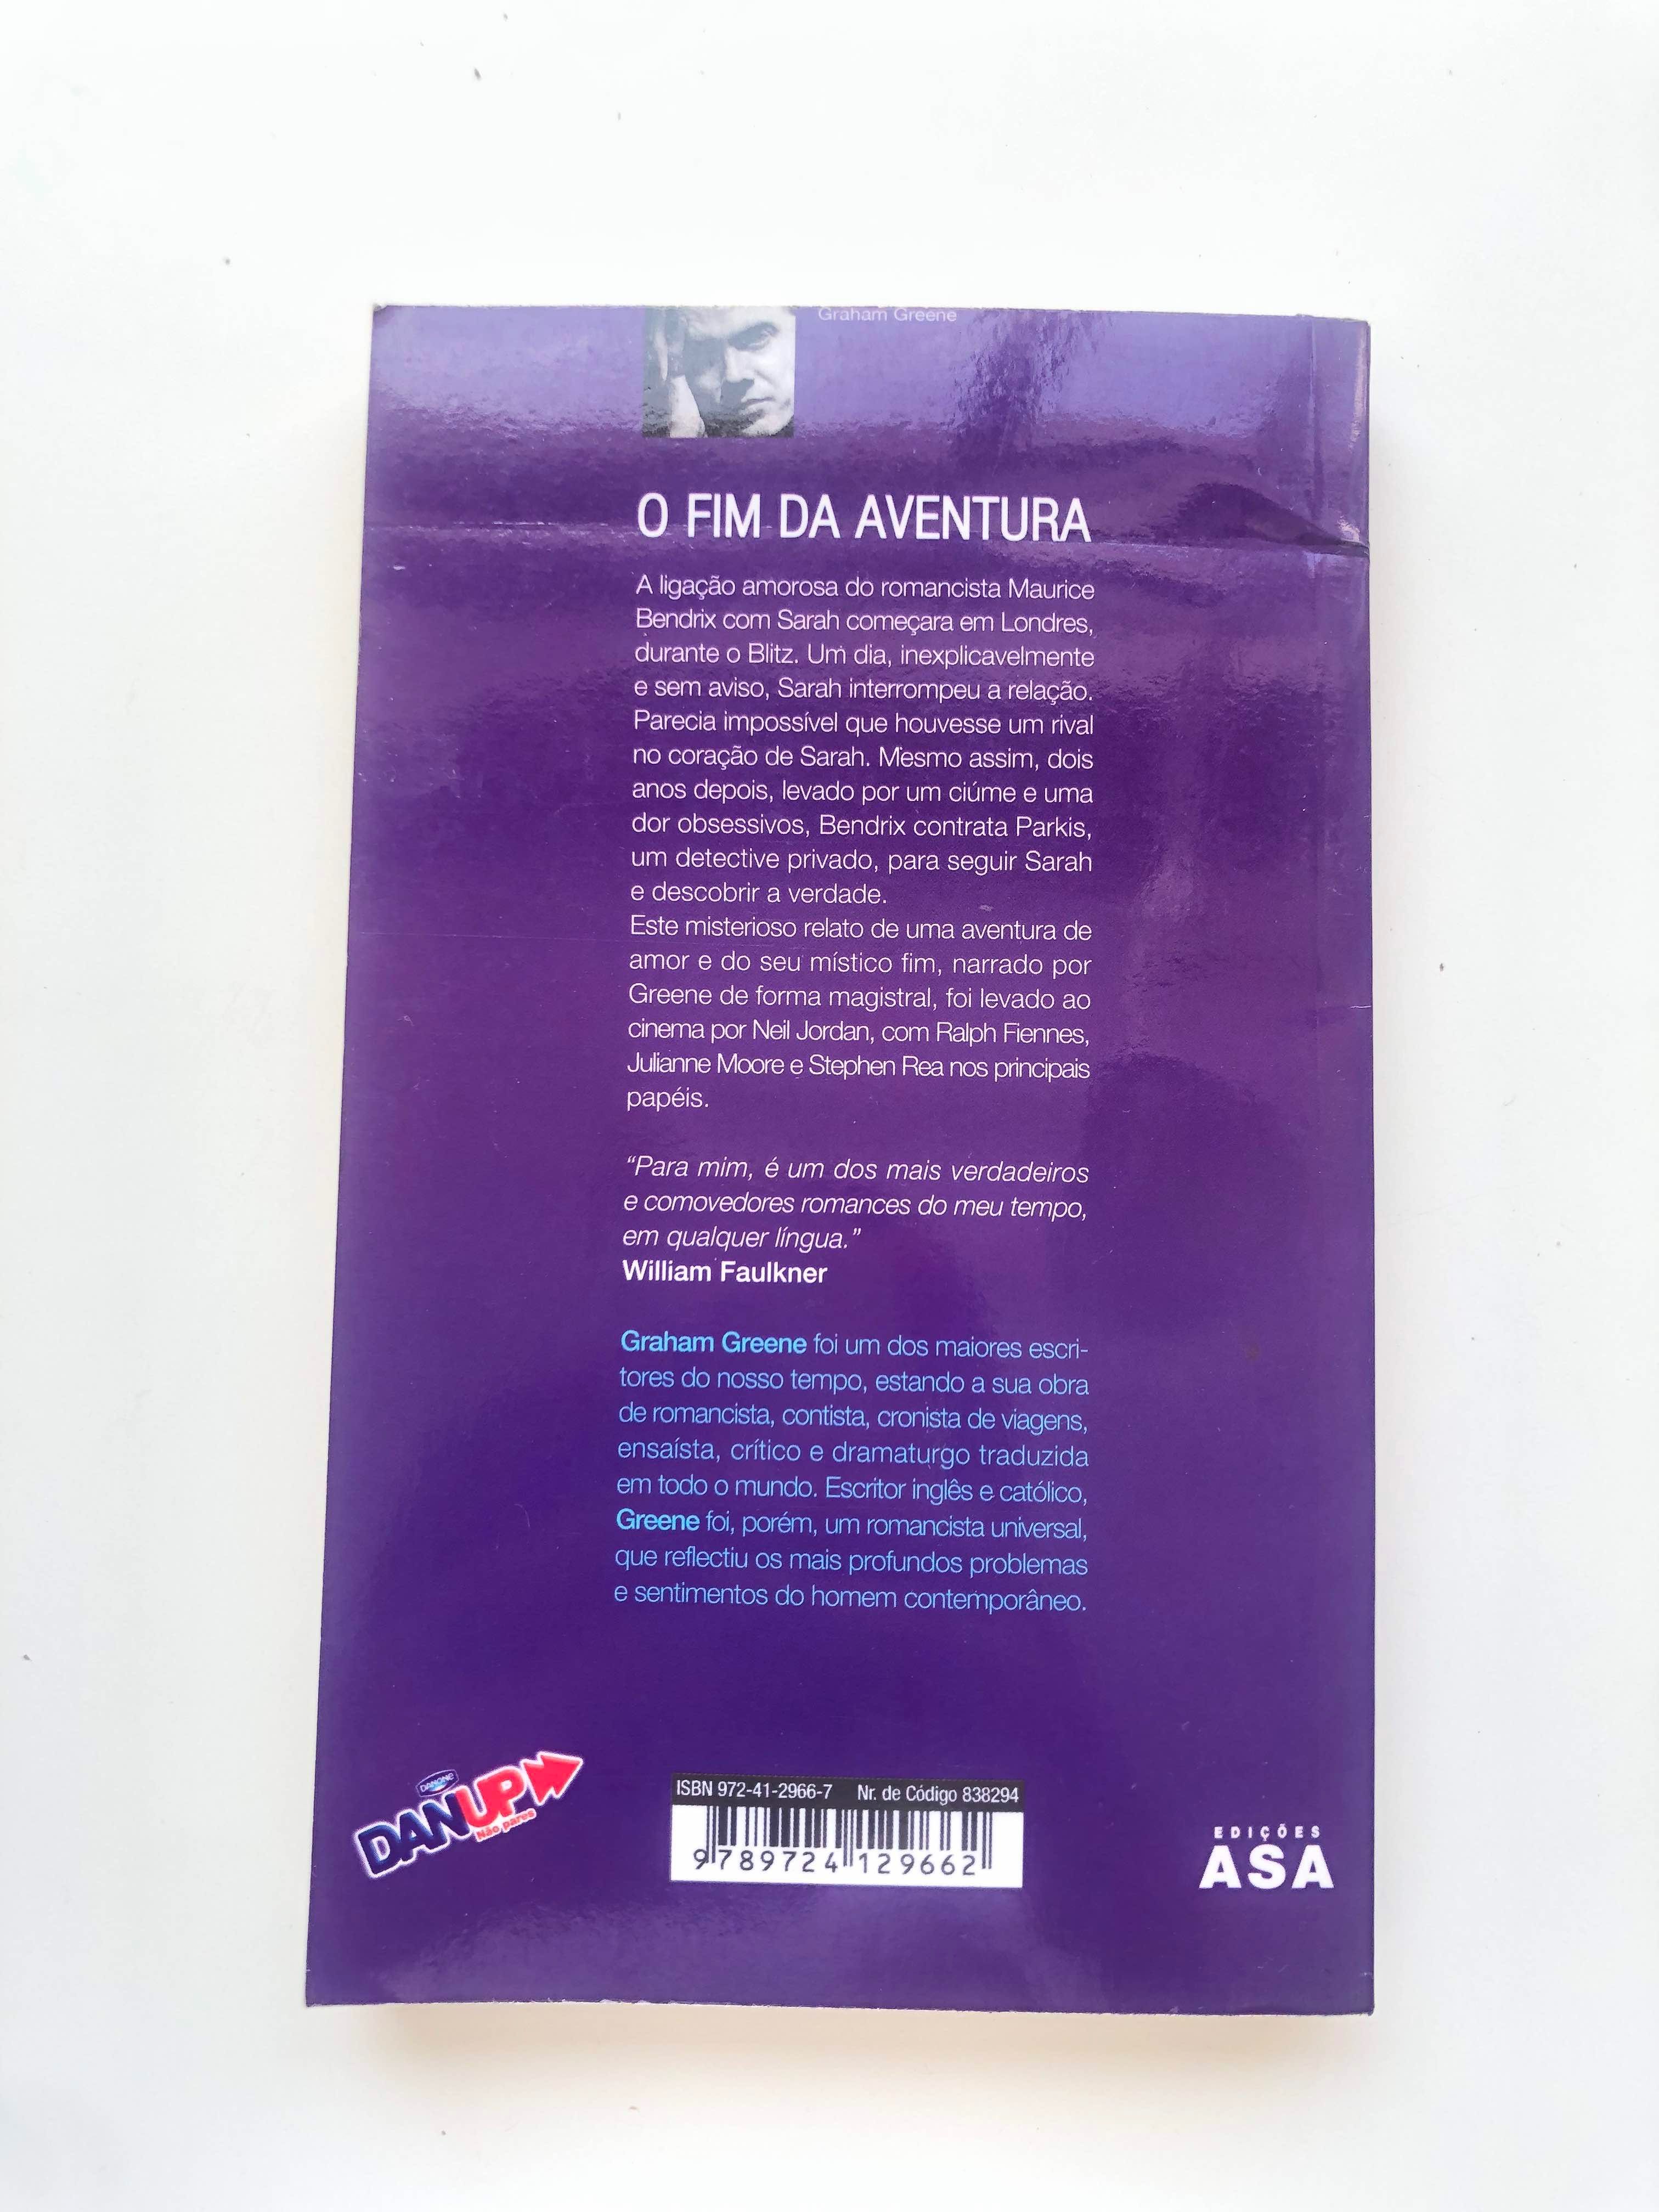 Graham Greene
O FIM DA AVENTURA
A ligação amorosa do romancista Maurice
Bendrix com Sarah começara em Londres,
durante o Blitz. Um dia, inexplicavelmente
e sem aviso, Sarah interrompeu a relação.
Parecia impossível que houvesse um rival
no coração de Sarah. Mesmo assim, dois
anos depois, levado por um ciúme e uma
dor obsessivos, Bendrix contrata Parkis,
um detective privado, para seguir Sarah
e descobrir a verdade.
Este misterioso relato de uma aventura de
amor e do seu místico fim, narrado por
Greene de forma magistral, foi levado ao
cinema por Neil Jordan, com Ralph Fiennes,
Julianne Moore e Stephen Rea nos principais
papéis.
“Para mim, é um dos mais verdadeiros
e comovedores romances do meu tempo,
em qualquer língua.”
William Faulkner
Graham Greene foi um dos maiores escri-
tores do nosso tempo, estando a sua obra
de romancista, contista, cronista de viagens,
ensaísta, crítico e dramaturgo traduzida
em todo o mundo. Escritor inglês e católico,
Greene foi, porém, um romancista universal,
que reflectiu os mais profundos problemas
e sentimentos do homem contemporâneo.
DANONE
DAN'UP
Não pares
ISBN 972-41-2966-7 Nr. de Código 838294
9 789724 129662
EDIÇÕES
ASA